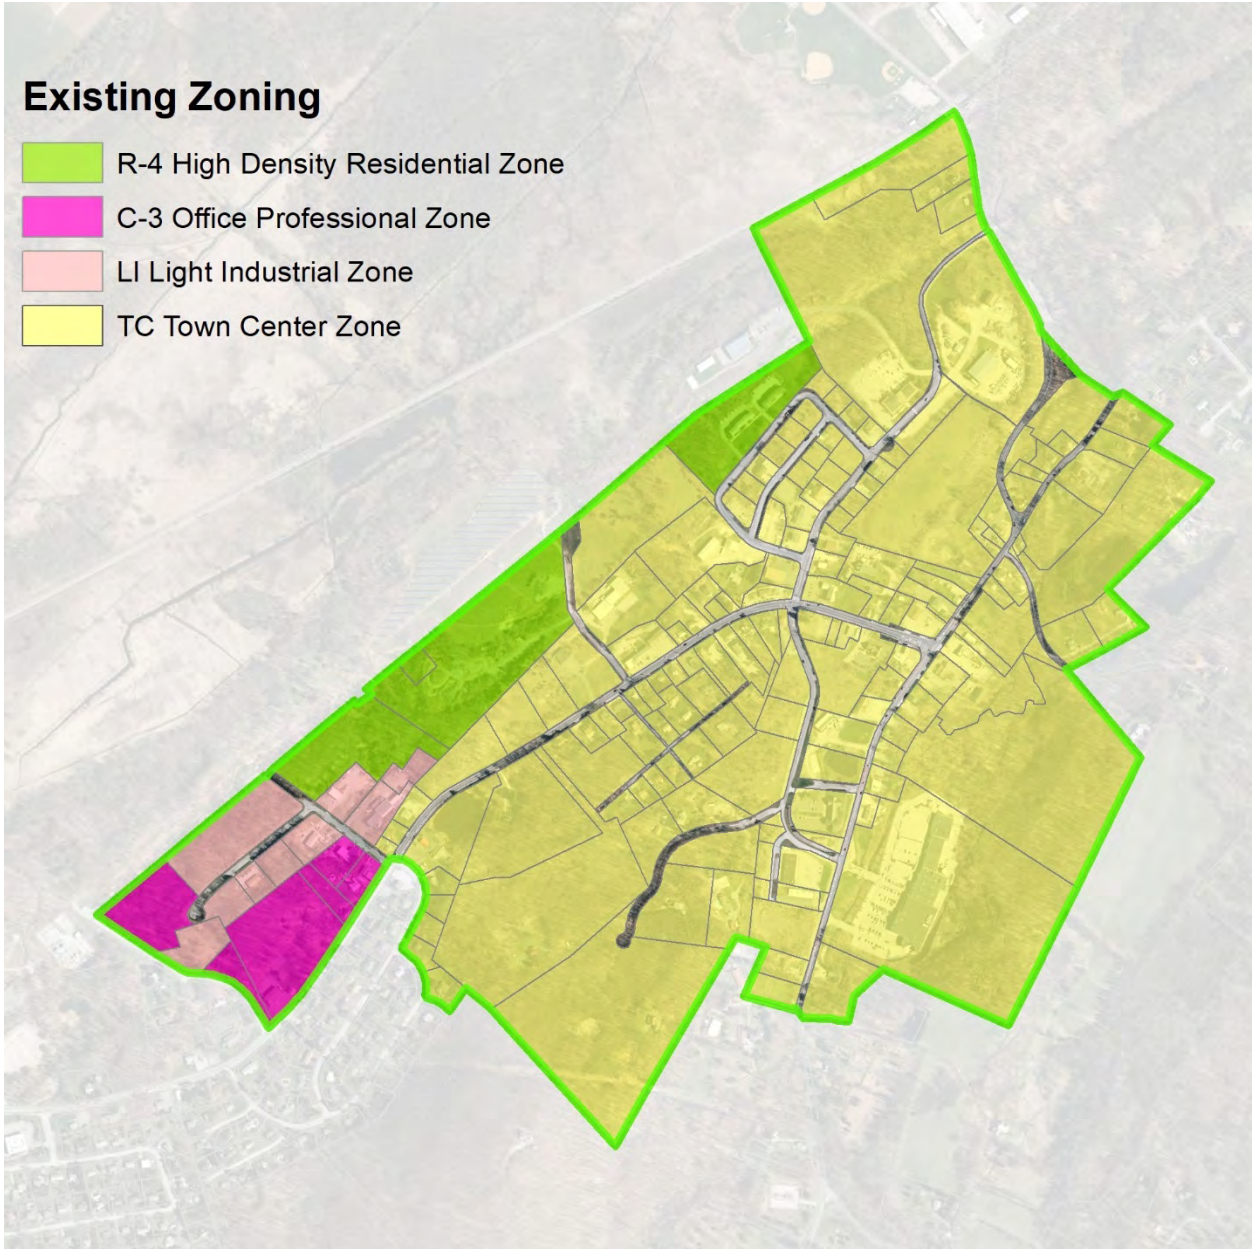 Existing Zoning
R-4 High Density Residential Zone
C-3 Office Professional Zone
LI Light Industrial Zone
TC Town Center Zone